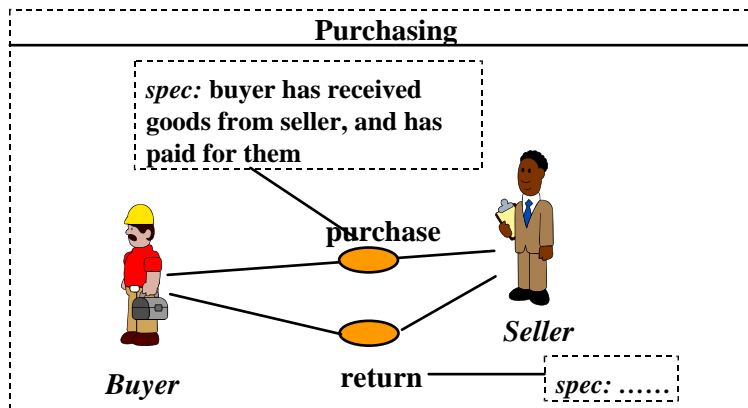 Purchasing
spec: buyer has received
goods from seller, and has
paid for them
purchase
Seller
Buyer
return
spec: ……